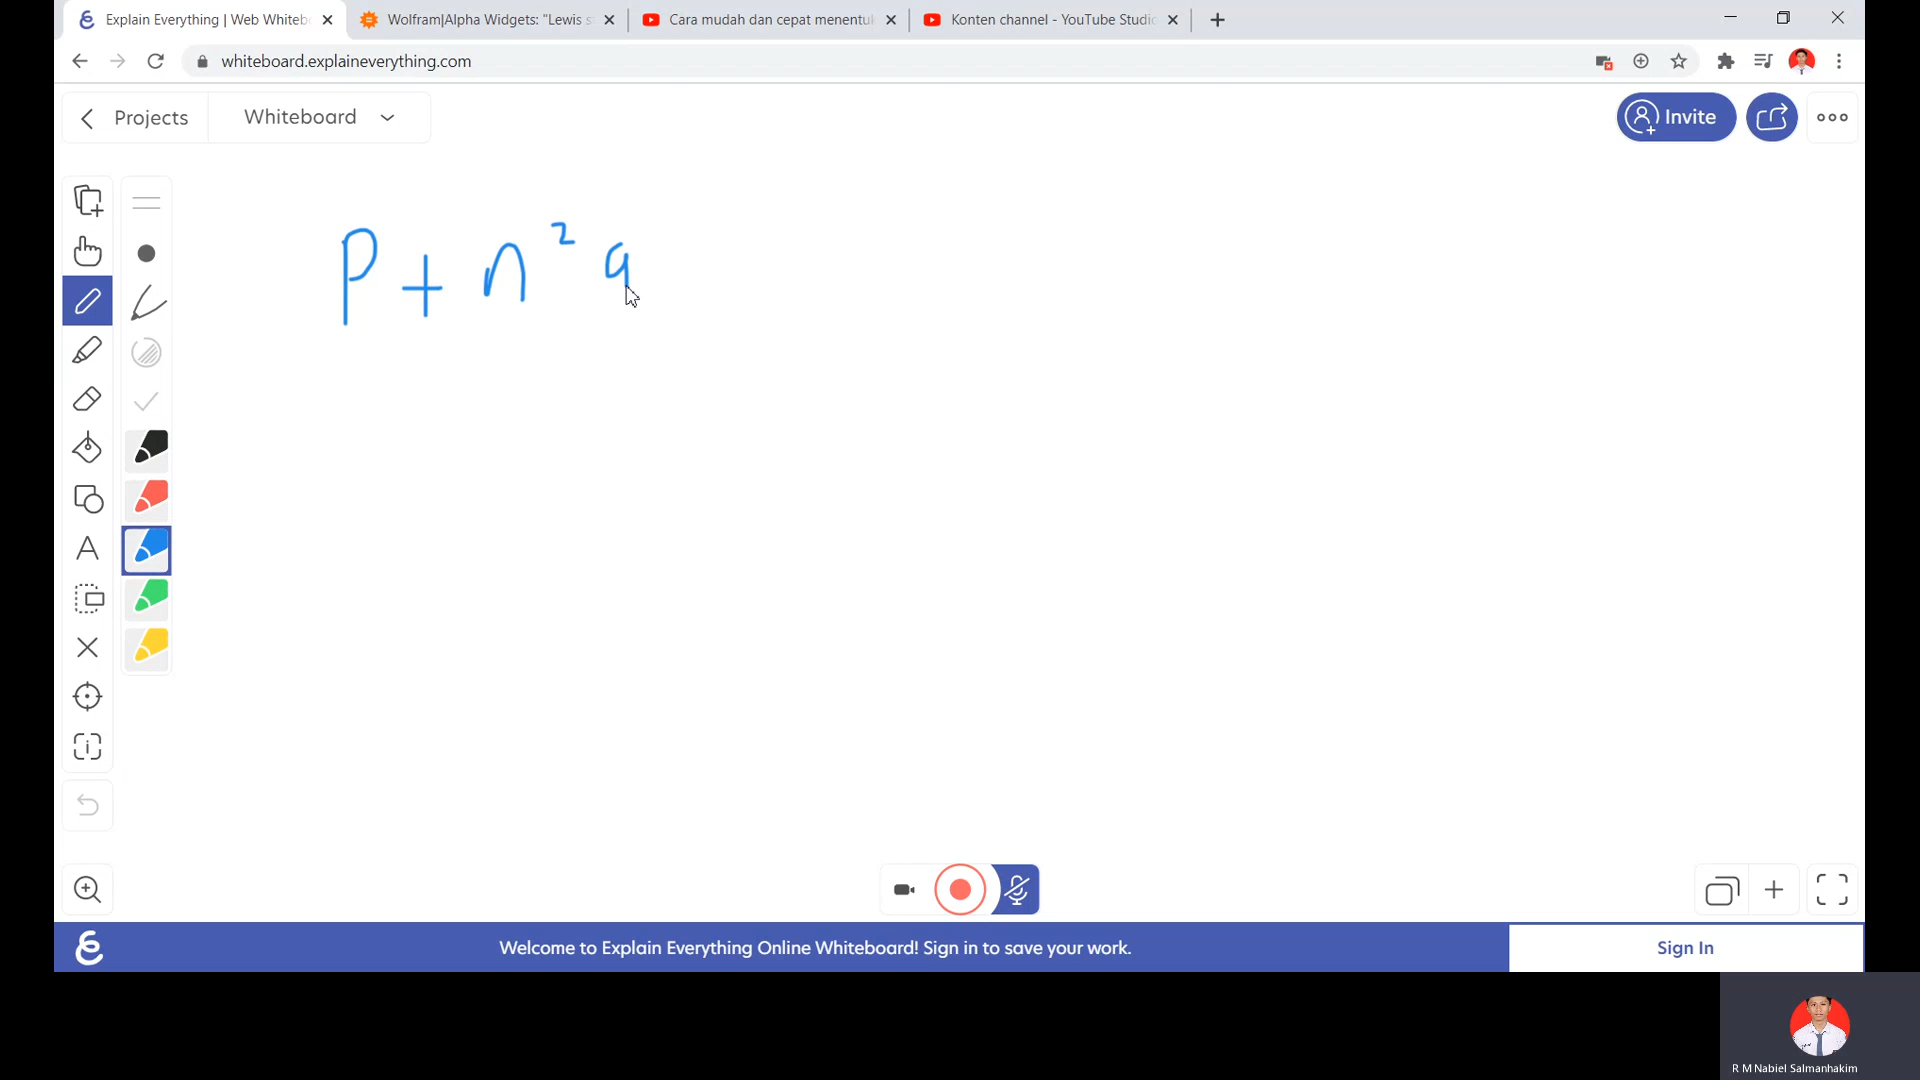 Explain Everything | Web Whiteb
Wolfram|Alpha Widgets: "Lewis s
Cara mudah dan cepat menentu
Konten channel - YouTube Studio
whiteboard.explaineverything.com
Projects
Whiteboard
Invite
P + n² a
A
Welcome to Explain Everything Online Whiteboard! Sign in to save your work.
Sign In
R M Nabiel Salmanhakim